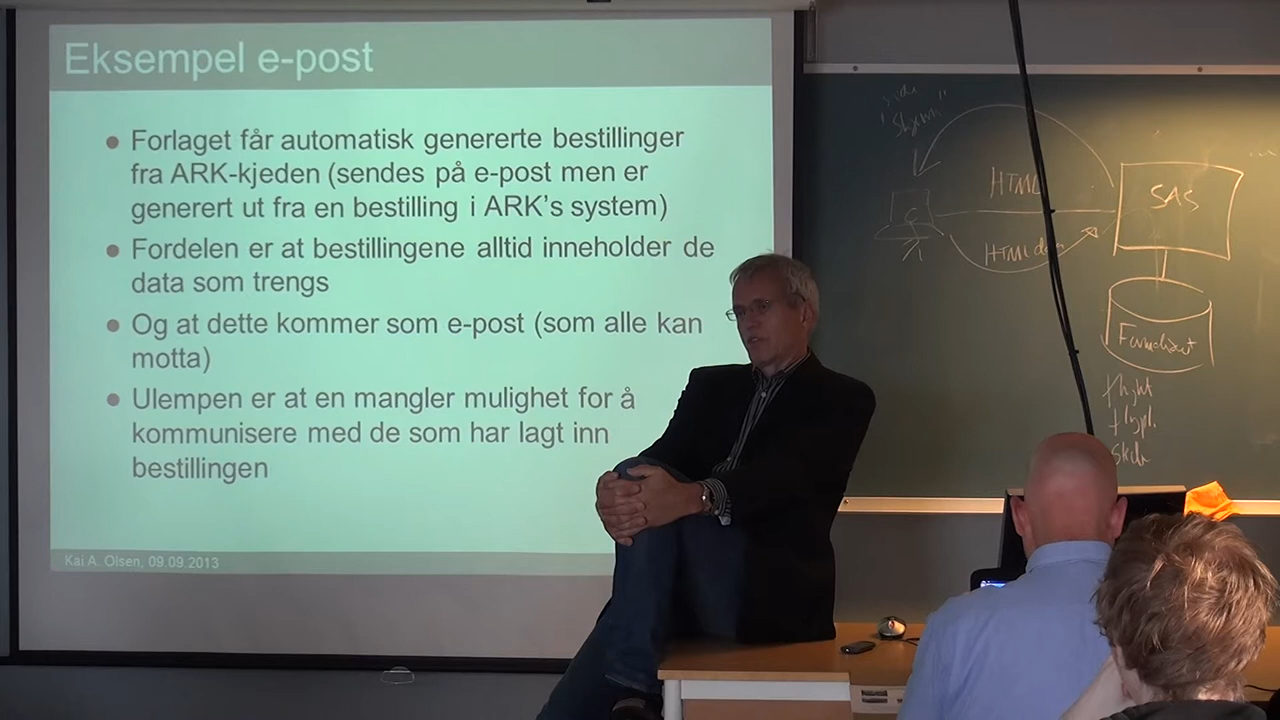 Eksempel e-post
● Forlaget får automatisk genererte bestillinger
fra ARK-kjeden (sendes på e-post men er
generert ut fra en bestilling i ARK's system)
● Fordelen er at bestillingene alltid inneholder de
data som trengs
● Og at dette kommer som e-post (som alle kan
motta)
● Ulempen er at en mangler mulighet for å
kommunisere med de som har lagt inn
bestillingen
Kai A. Olsen, 09.09.2013
HTML
SAS
C
HTML